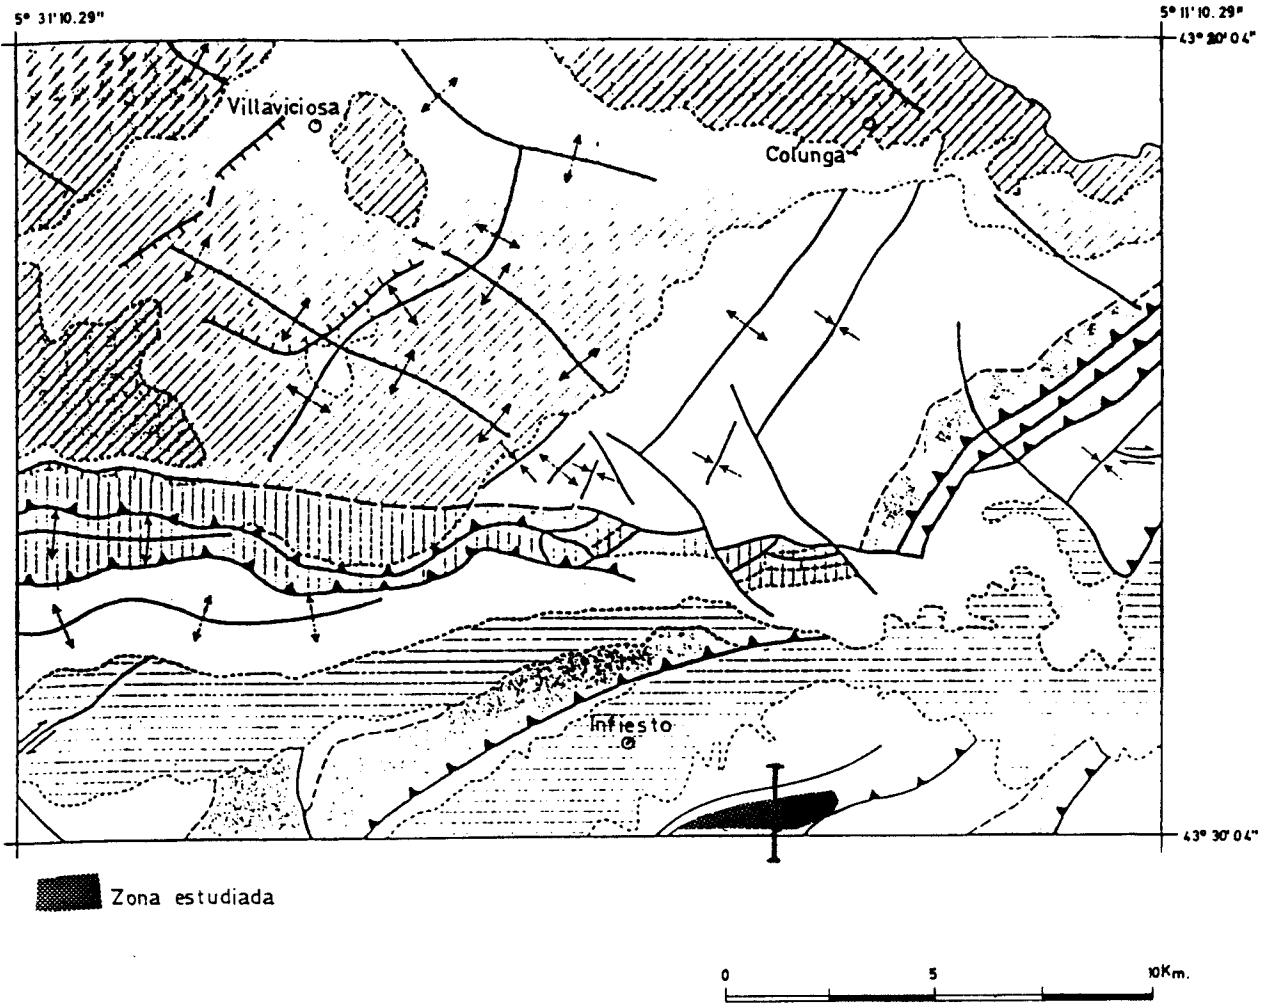 5° 31'10.29"
5° 11'10.29"
43° 20'04"
Villaviciosa
Colunga
Infiesto
43° 30'04"
Zona estudiada
0 5 10Km.